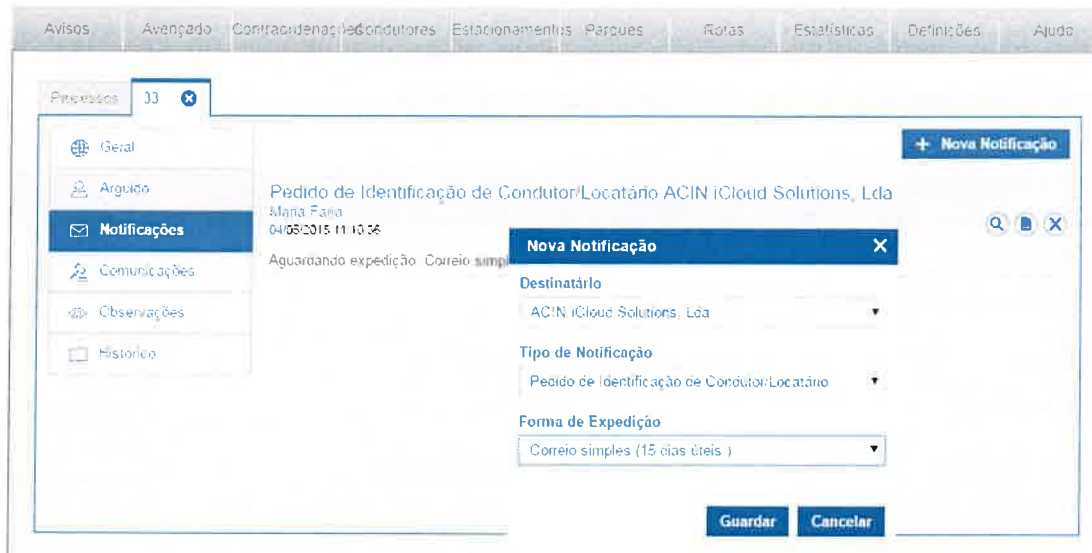 Avisos Avançado Contraordenações Condutores Estacionamentos Parques Rotas Estatísticas Definições Ajuda
Processos 33
Geral
+ Nova Notificação
Arguido
Pedido de Identificação de Condutor/Locatário ACIN iCloud Solutions, Lda
Maria Faria
Notificações
04/05/2015 11:10:36
Aguardando expedição Correio simpl
Comunicações
Observações
Histórico
Nova Notificação
Destinatário
ACIN iCloud Solutions, Lda
Tipo de Notificação
Pedido de Identificação de Condutor/Locatário
Forma de Expedição
Correio simples (15 dias úteis )
Guardar Cancelar